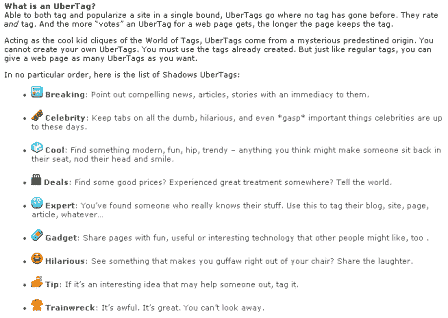 What is an UberTag?
Able to both tag and popularize a site in a single bound, UberTags go where no tag has gone before. They rate
and tag. And the more "votes" an UberTag for a web page gets, the longer the page keeps the tag.
Acting as the cool kid cliques of the World of Tags, UberTags come from a mysterious predestined origin. You
cannot create your own UberTags. You must use the tags already created. But just like regular tags, you can
give a web page as many UberTags as you want.
In no particular order, here is the list of Shadows UberTags:
• Breaking: Point out compelling news, articles, stories with an immediacy to them.
• Celebrity: Keep tabs on all the dumb, hilarious, and even *gasp* important things celebrities are up
to these days.
• Cool: Find something modern, fun, hip, trendy – anything you think might make someone sit back in
their seat, nod their head and smile.
• Deals: Find some good prices? Experienced great treatment somewhere? Tell the world.
• Expert: You've found someone who really knows their stuff. Use this to tag their blog, site, page,
article, whatever...
• Gadget: Share pages with fun, useful or interesting technology that other people might like, too .
• Hilarious: See something that makes you guffaw right out of your chair? Share the laughter.
• Tip: If it's an interesting idea that may help someone out, tag it.
• Trainwreck: It's awful. It's great. You can't look away.